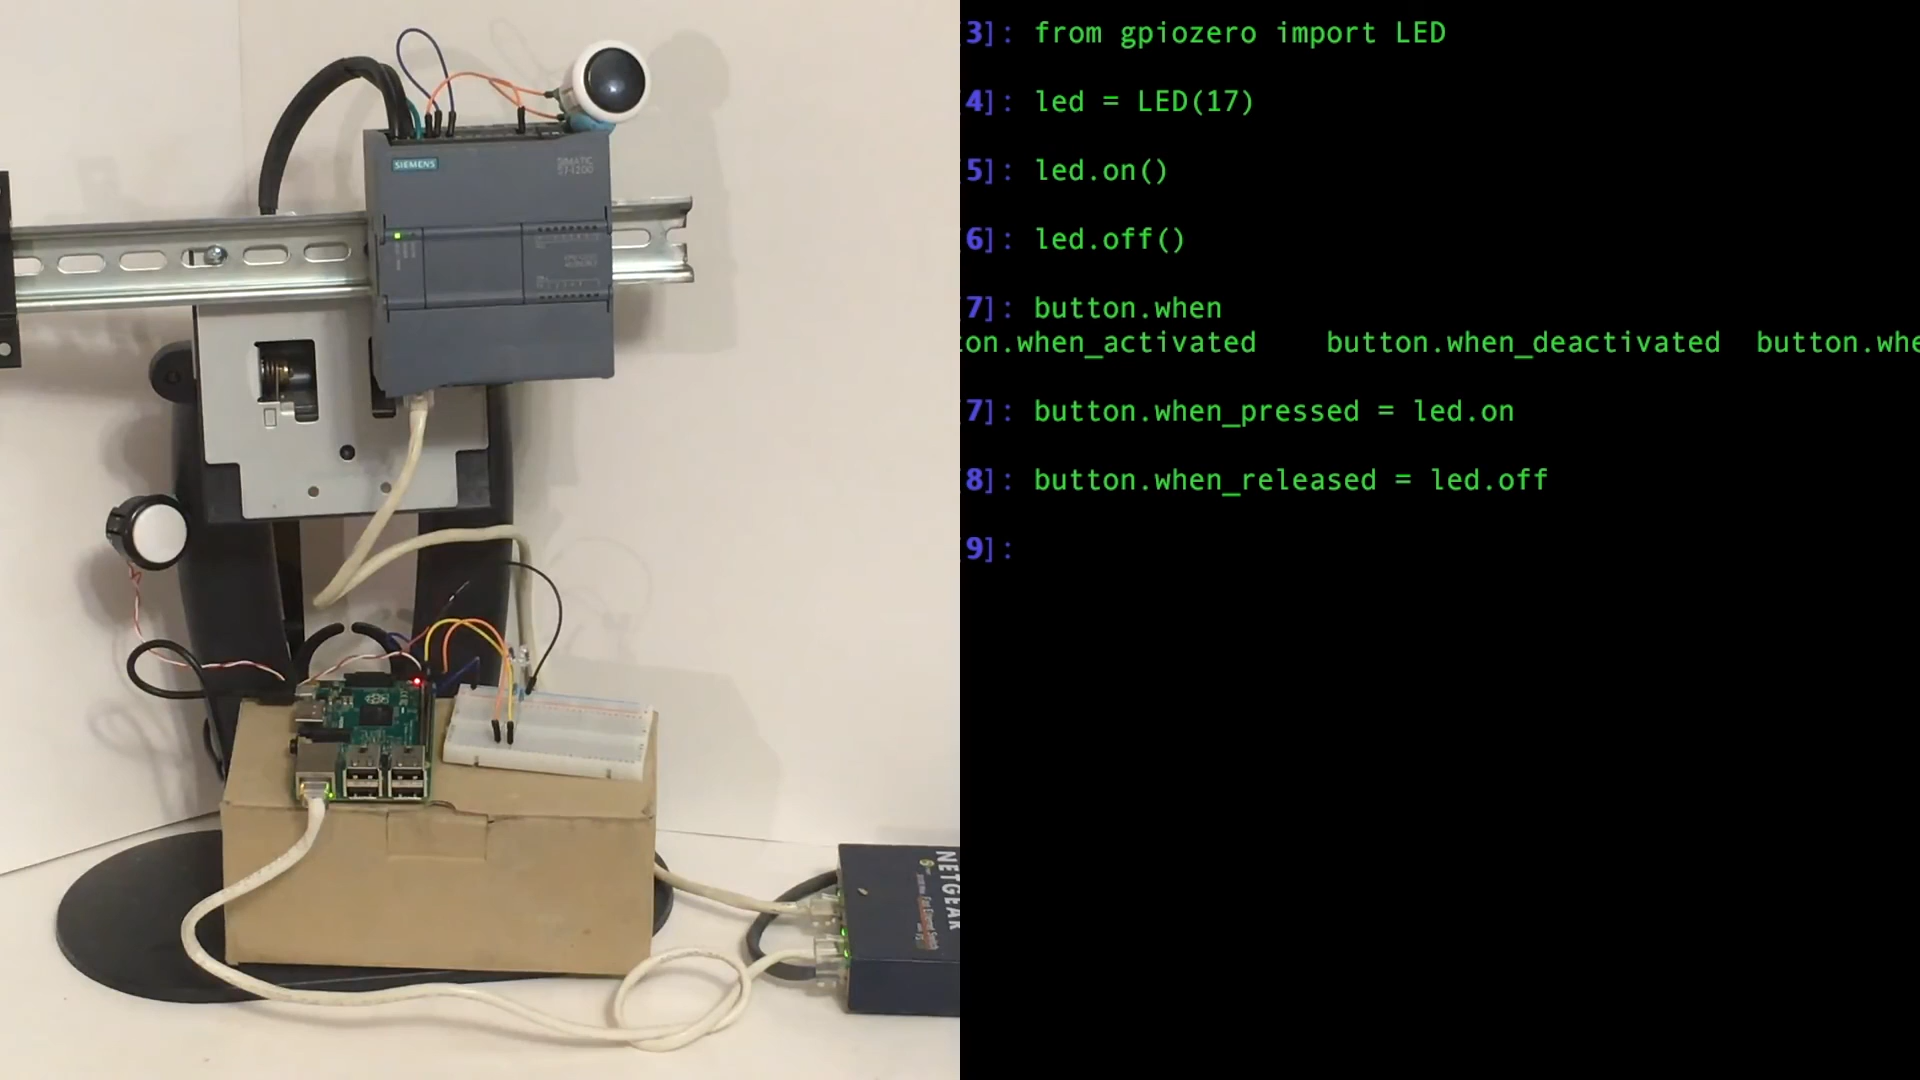 SIEMENS
SIMATIC
S7-1200
NETGEAR
3]: from gpiozero import LED
4]: led = LED(17)
5]: led.on()
6]: led.off()
7]: button.when
on.when_activated    button.when_deactivated  button.whe
7]: button.when_pressed = led.on
8]: button.when_released = led.off
9]: